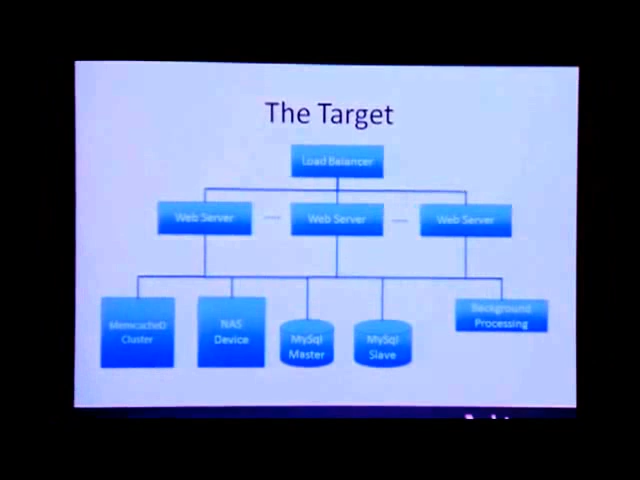 The Target
Load Balancer
Web Server
Web Server
Web Server
MemcacheD
Cluster
NAS
Device
MySql
Master
MySql
Slave
Background
Processing